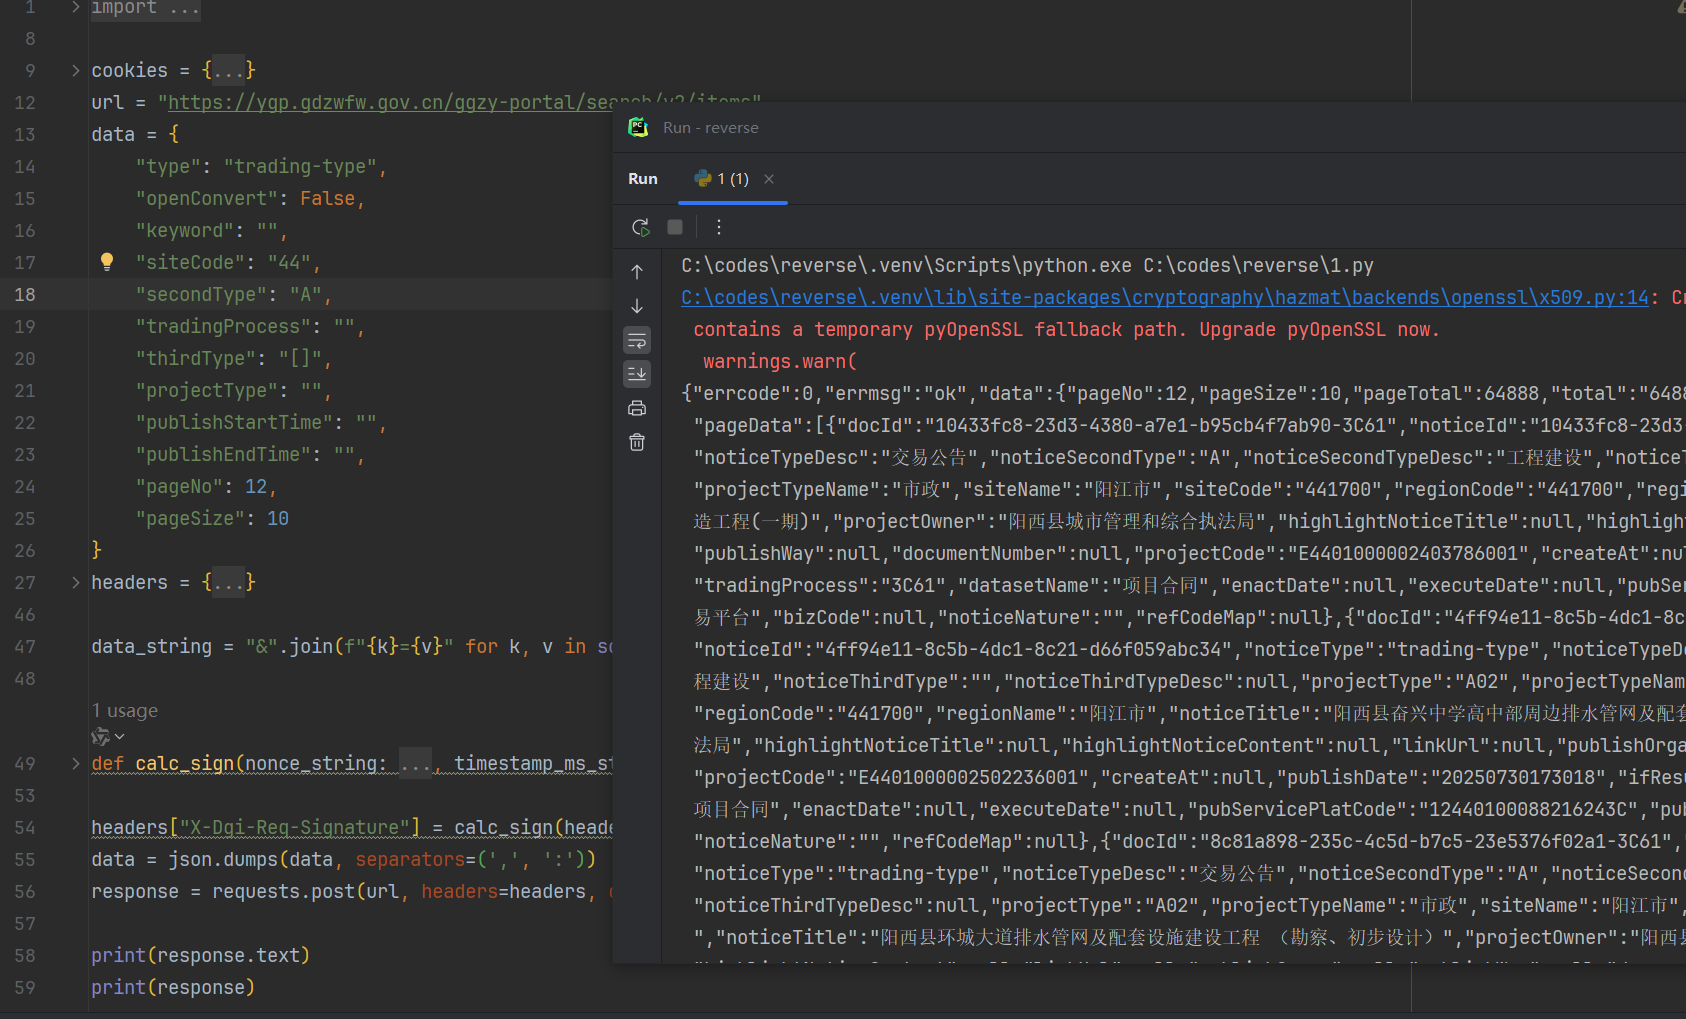 1 import ...
8
9 cookies = {...}
12 url = "https://ygp.gdzwfw.gov.cn/ggzy-portal/search/v2/items"
13 data = {
14 "type": "trading-type",
15 "openConvert": False,
16 "keyword": "",
17 "siteCode": "44",
18 "secondType": "A",
19 "tradingProcess": "",
20 "thirdType": "[]",
21 "projectType": "",
22 "publishStartTime": "",
23 "publishEndTime": "",
24 "pageNo": 12,
25 "pageSize": 10
26 }
27 headers = {...}
46
47 data_string = "&".join(f"{k}={v}" for k, v in
48
1 usage
49 def calc_sign(nonce_string: ..., timestamp_ms_st
53
54 headers["X-Dgi-Req-Signature"] = calc_sign(heade
55 data = json.dumps(data, separators=(',', ':'))
56 response = requests.post(url, headers=headers,
57
58 print(response.text)
59 print(response)
Run - reverse
Run 1 (1)
C:\codes\reverse\.venv\Scripts\python.exe C:\codes\reverse\1.py
C:\codes\reverse\.venv\lib\site-packages\cryptography\hazmat\backends\openssl\x509.py:14: Cr
contains a temporary pyOpenSSL fallback path. Upgrade pyOpenSSL now.
warnings.warn(
{"errcode":0,"errmsg":"ok","data":{"pageNo":12,"pageSize":10,"pageTotal":64888,"total":"6488
"pageData":[{"docId":"10433fc8-23d3-4380-a7e1-b95cb4f7ab90-3C61","noticeId":"10433fc8-23d3-
"noticeTypeDesc":"交易公告","noticeSecondType":"A","noticeSecondTypeDesc":"工程建设","noticeT
"projectTypeName":"市政","siteName":"阳江市","siteCode":"441700","regionCode":"441700","regi
造工程(一期)","projectOwner":"阳西县城市管理和综合执法局","highlightNoticeTitle":null,"highligh
"publishWay":null,"documentNumber":null,"projectCode":"E4401000002403786001","createAt":nu
"tradingProcess":"3C61","datasetName":"项目合同","enactDate":null,"executeDate":null,"pubSer
易平台","bizCode":null,"noticeNature":"","refCodeMap":null},{"docId":"4ff94e11-8c5b-4dc1-8c
"noticeId":"4ff94e11-8c5b-4dc1-8c21-d66f059abc34","noticeType":"trading-type","noticeTypeDe
程建设","noticeThirdType":"","noticeThirdTypeDesc":null,"projectType":"A02","projectTypeNam
"regionCode":"441700","regionName":"阳江市","noticeTitle":"阳西县奋兴中学高中部周边排水管网及配套
法局","highlightNoticeTitle":null,"highlightNoticeContent":null,"linkUrl":null,"publishOrga
"projectCode":"E4401000002502236001","createAt":null,"publishDate":"20250730173018","ifResu
项目合同","enactDate":null,"executeDate":null,"pubServicePlatCode":"12440100088216243C","pu
"noticeNature":"","refCodeMap":null},{"docId":"8c81a898-235c-4c5d-b7c5-23e5376f02a1-3C61",
"noticeType":"trading-type","noticeTypeDesc":"交易公告","noticeSecondType":"A","noticeSecond
"noticeThirdTypeDesc":null,"projectType":"A02","projectTypeName":"市政","siteName":"阳江市",
","noticeTitle":"阳西县环城大道排水管网及配套设施建设工程 （勘察、初步设计）","projectOwner":"阳西县